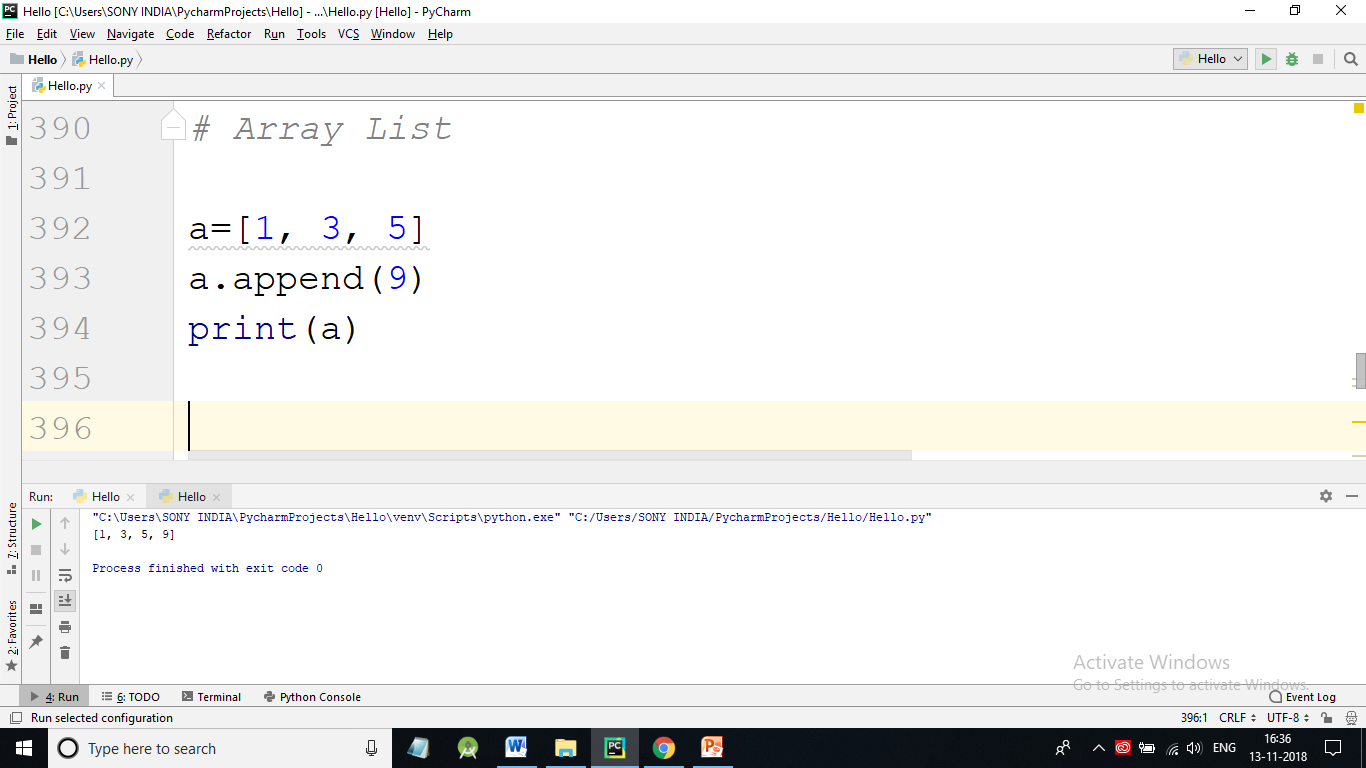 Hello [C:\Users\SONY INDIA\PycharmProjects\Hello] - ...\Hello.py [Hello] - PyCharm
File Edit View Navigate Code Refactor Run Tools VCS Window Help
Hello Hello.py Hello
Hello.py
1: Project
390 # Array List
391
392 a=[1, 3, 5]
393 a.append(9)
394 print(a)
395
396
Run: Hello Hello
"C:\Users\SONY INDIA\PycharmProjects\Hello\venv\Scripts\python.exe" "C:/Users/SONY INDIA/PycharmProjects/Hello/Hello.py"
[1, 3, 5, 9]
Process finished with exit code 0
7: Structure
2: Favorites
Activate Windows
Go to Settings to activate Windows.
4: Run 6: TODO Terminal Python Console Event Log
Run selected configuration 396:1 CRLF UTF-8
Type here to search ENG 16:36
13-11-2018